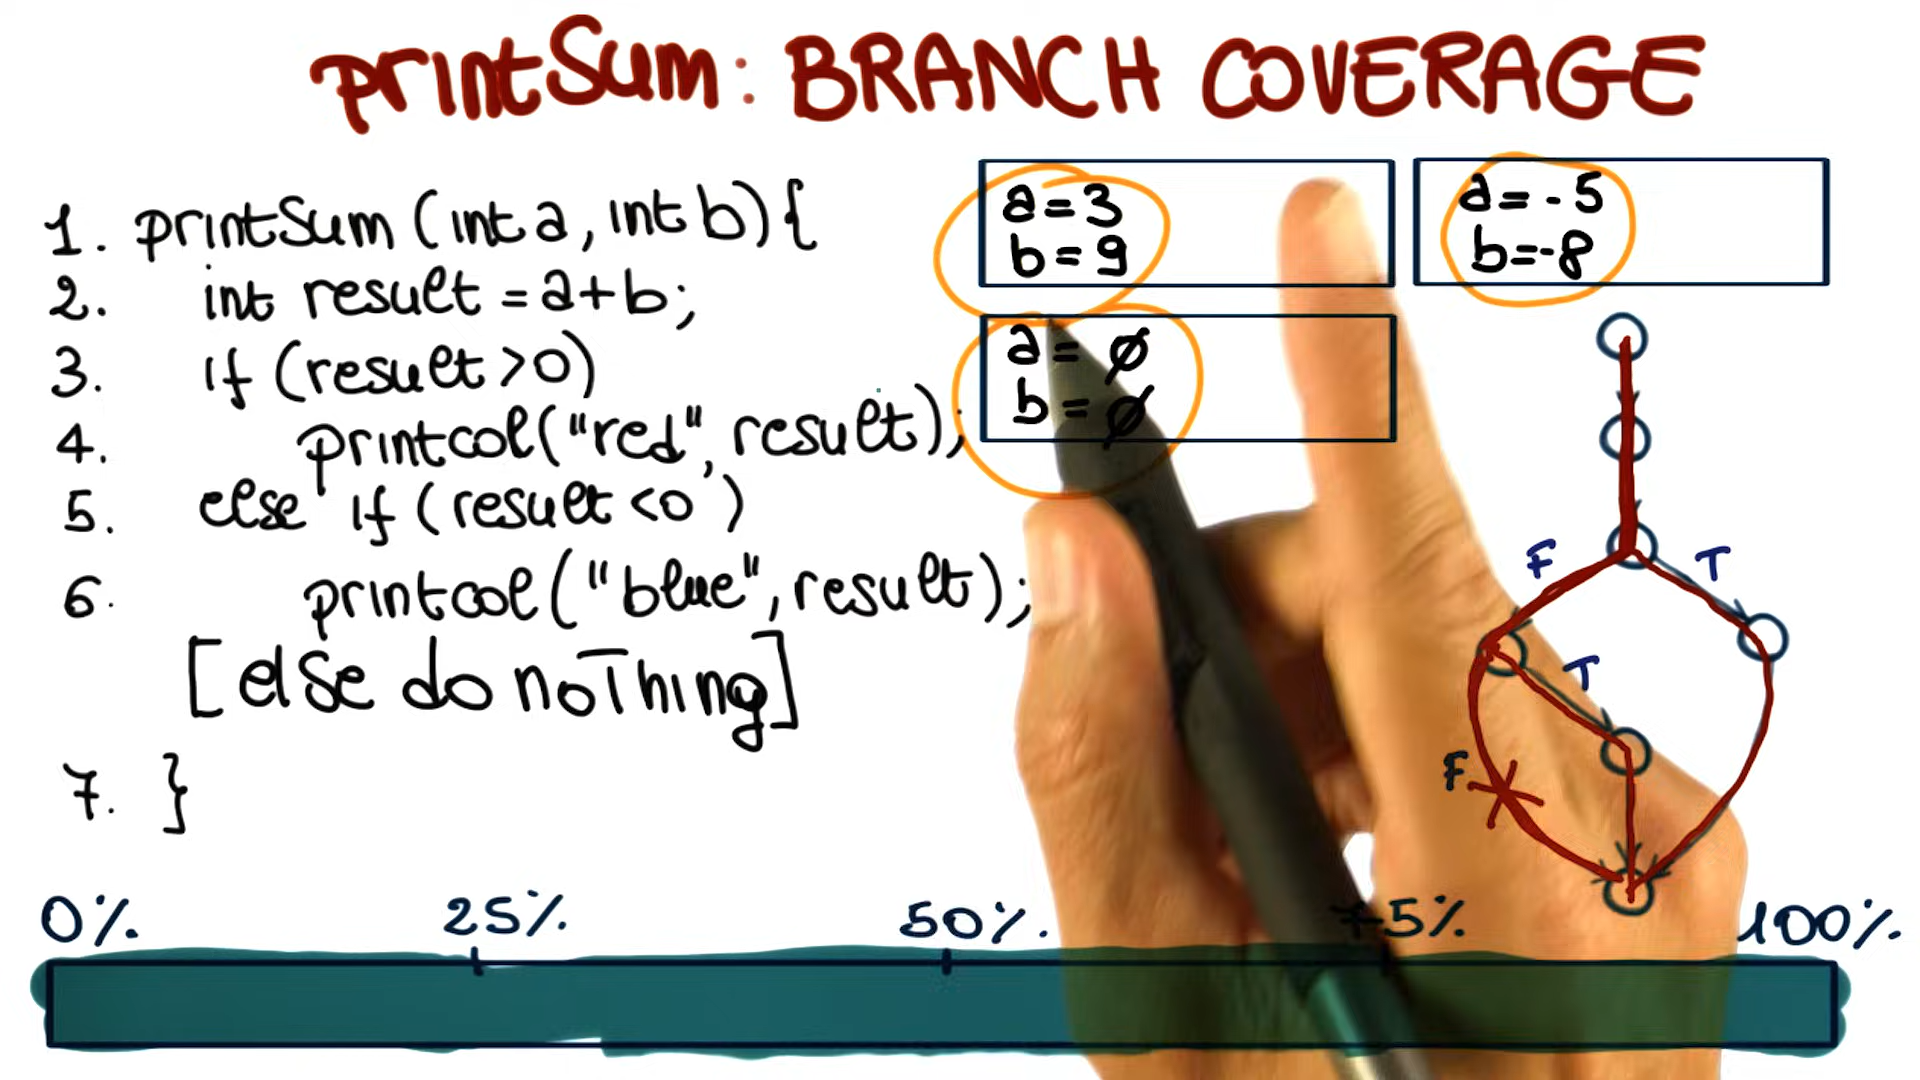 printSum: BRANCH COVERAGE
1. printSum (int a, int b) {
2. int result = a+b;
3. if (result >0)
4. printcol("red", result);
5. else if (result <0)
6. printcol("blue", result);
[else do nothing]
7. }
a=3
b=9
a=-5
b=-8
a=∅
b=∅
F
T
T
F
0%
25%
50%
75%
100%